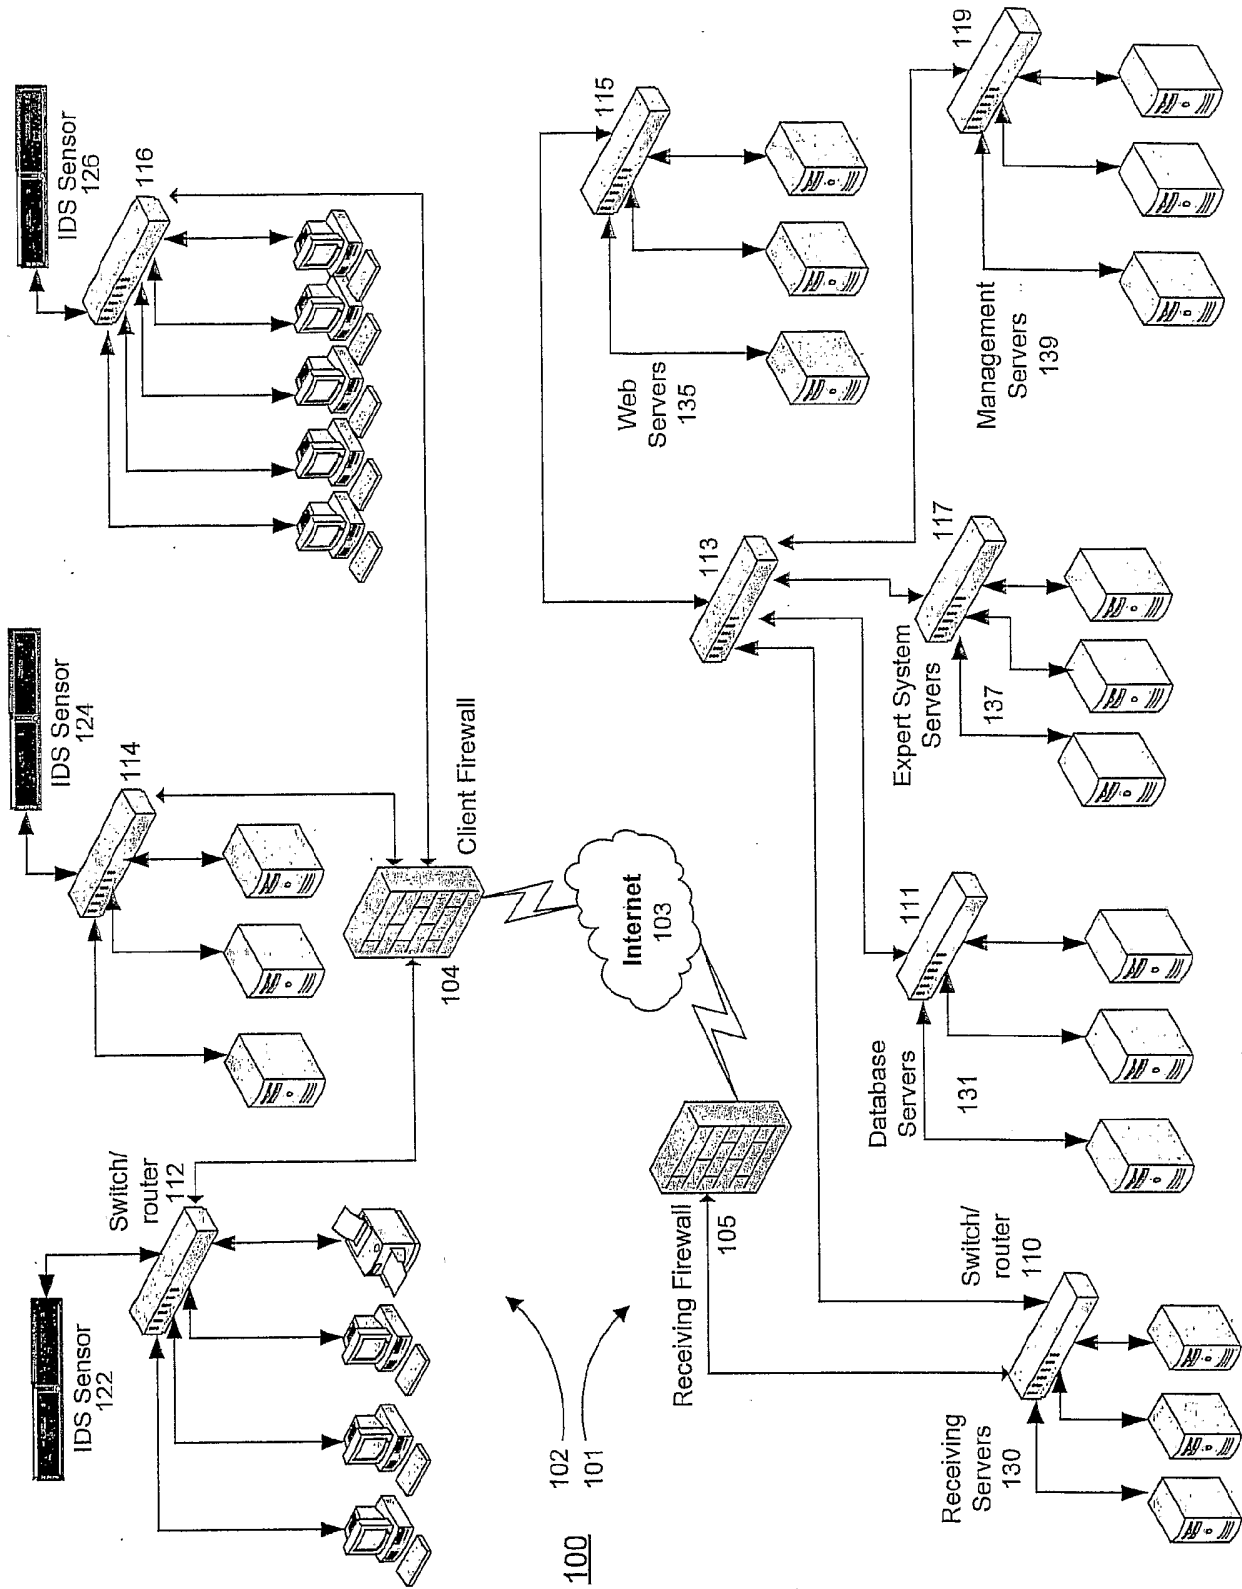 IDS Sensor
122
Switch/
router
112
IDS Sensor
124
114
IDS Sensor
126
116
104
Client Firewall
Internet
103
102
101
100
Receiving Firewall
105
113
Web
Servers
135
115
Receiving
Servers
130
Switch/
router
110
Database
Servers
131
111
Expert System
Servers
137
117
Management
Servers
139
119